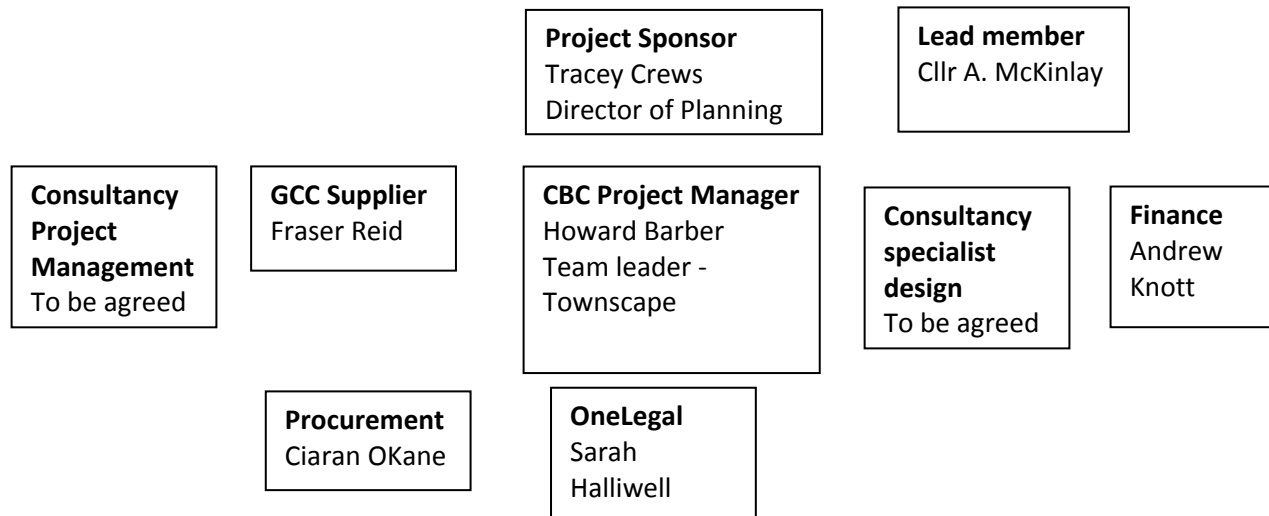 Project Sponsor
Tracey Crews
Director of Planning
Lead member
Cllr A. McKinlay
Consultancy
Project
Management
To be agreed
GCC Supplier
Fraser Reid
CBC Project Manager
Howard Barber
Team leader -
Townscape
Consultancy
specialist
design
To be agreed
Finance
Andrew
Knott
Procurement
Ciaran OKane
OneLegal
Sarah
Halliwell